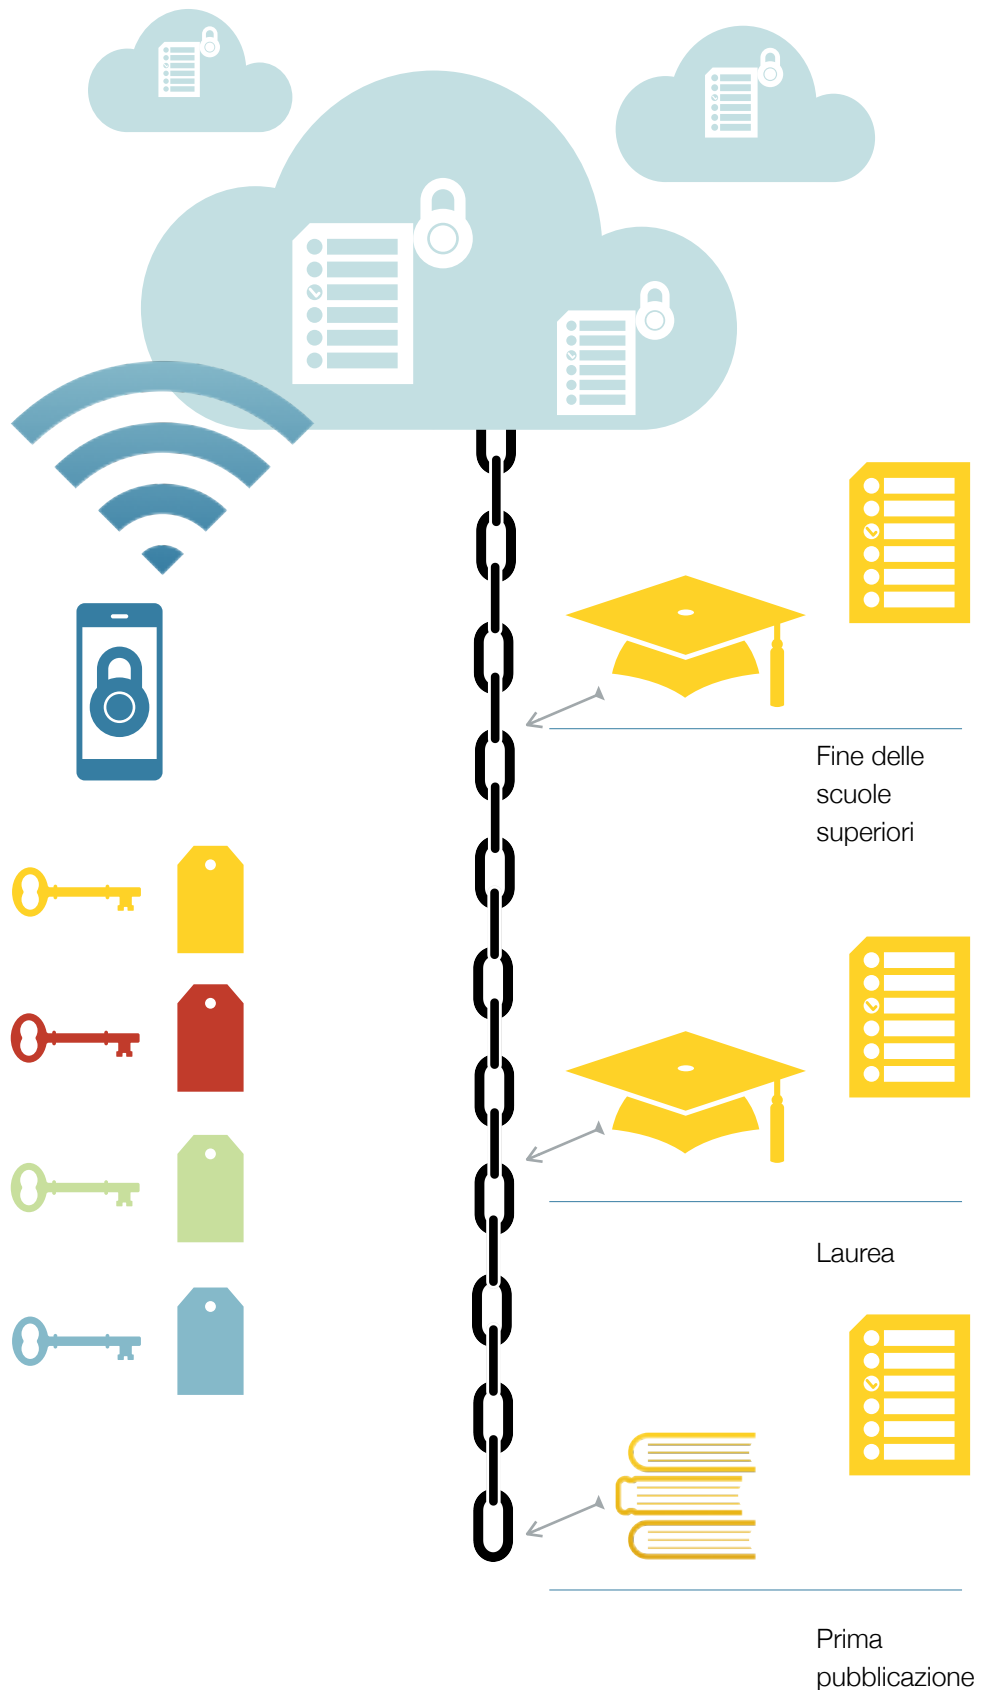 Fine delle
scuole
superiori
Laurea
Prima
pubblicazione